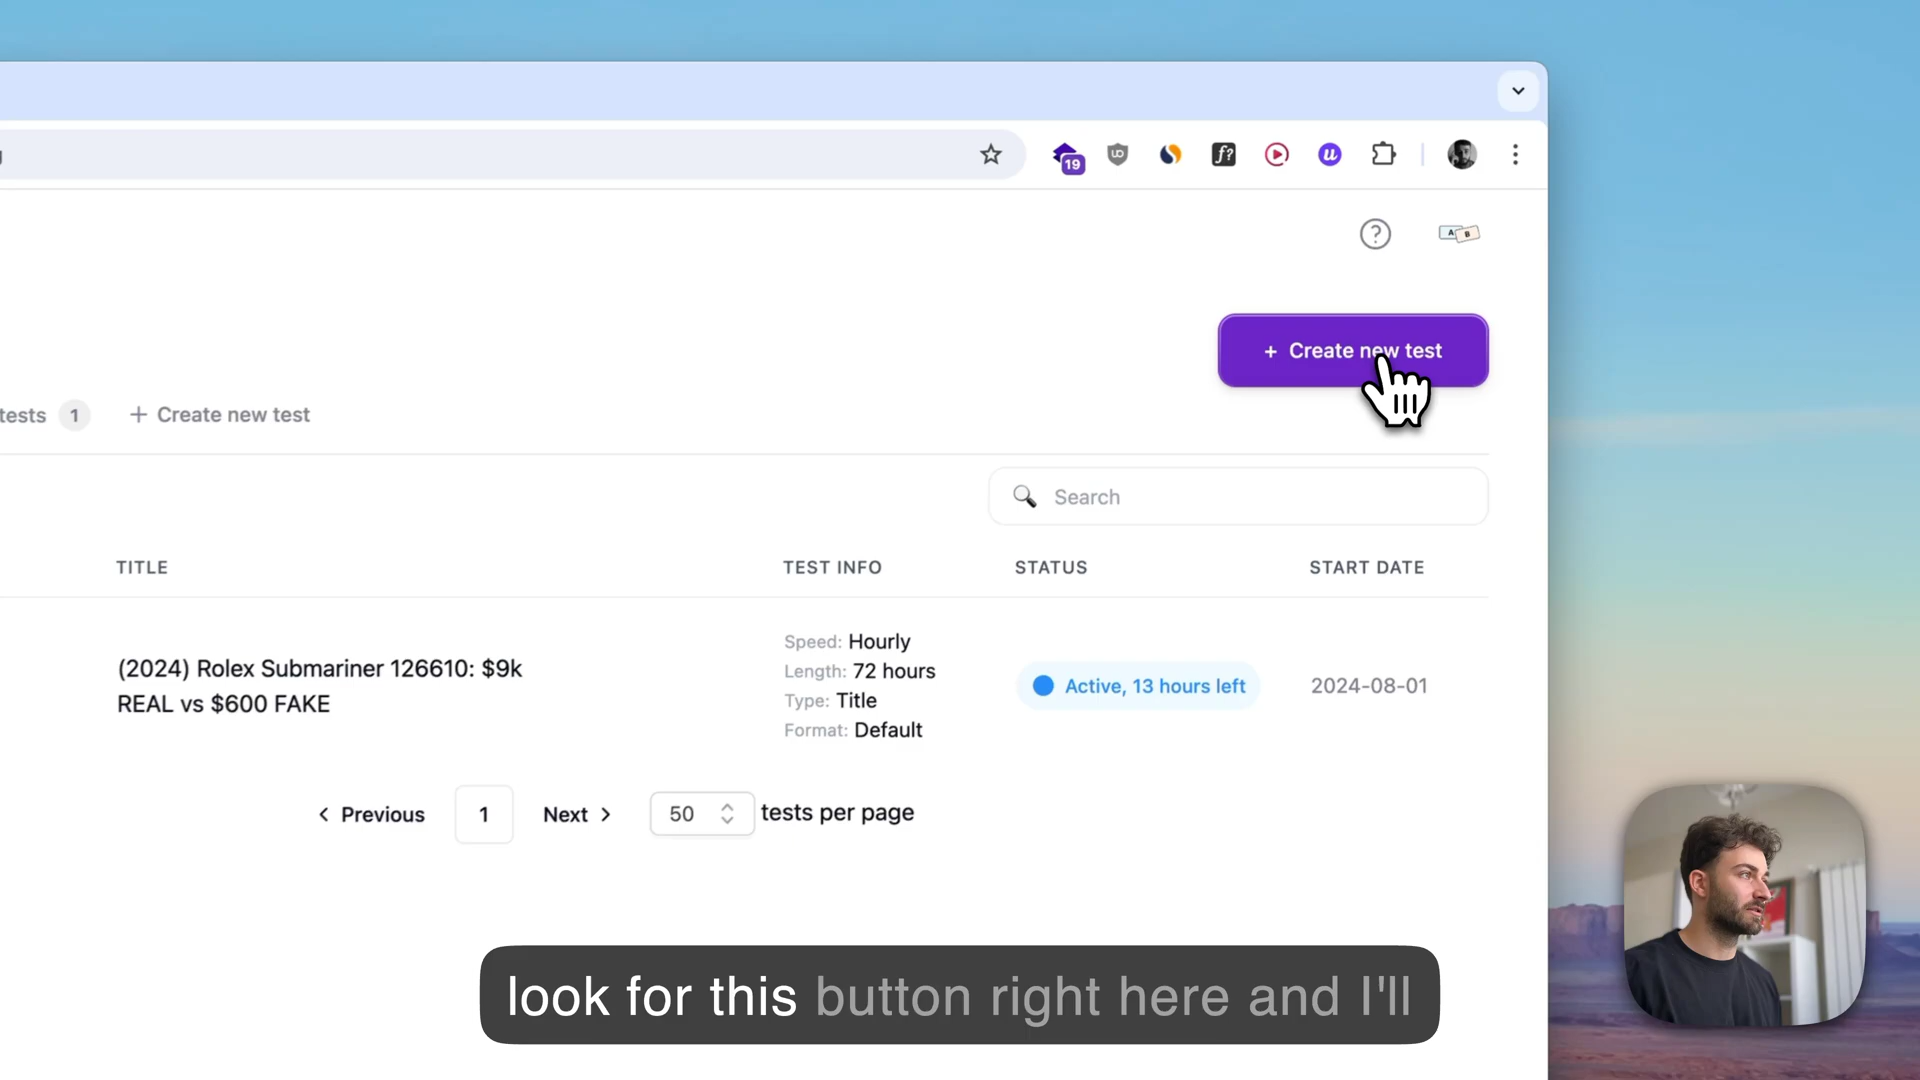 19
UD
f?
u
A B
+ Create new test
tests 1 + Create new test
Search
TITLE TEST INFO STATUS START DATE
(2024) Rolex Submariner 126610: $9k
REAL vs $600 FAKE
Speed: Hourly
Length: 72 hours
Type: Title
Format: Default
Active, 13 hours left
2024-08-01
Previous 1 Next 50 tests per page
look for this button right here and I'll